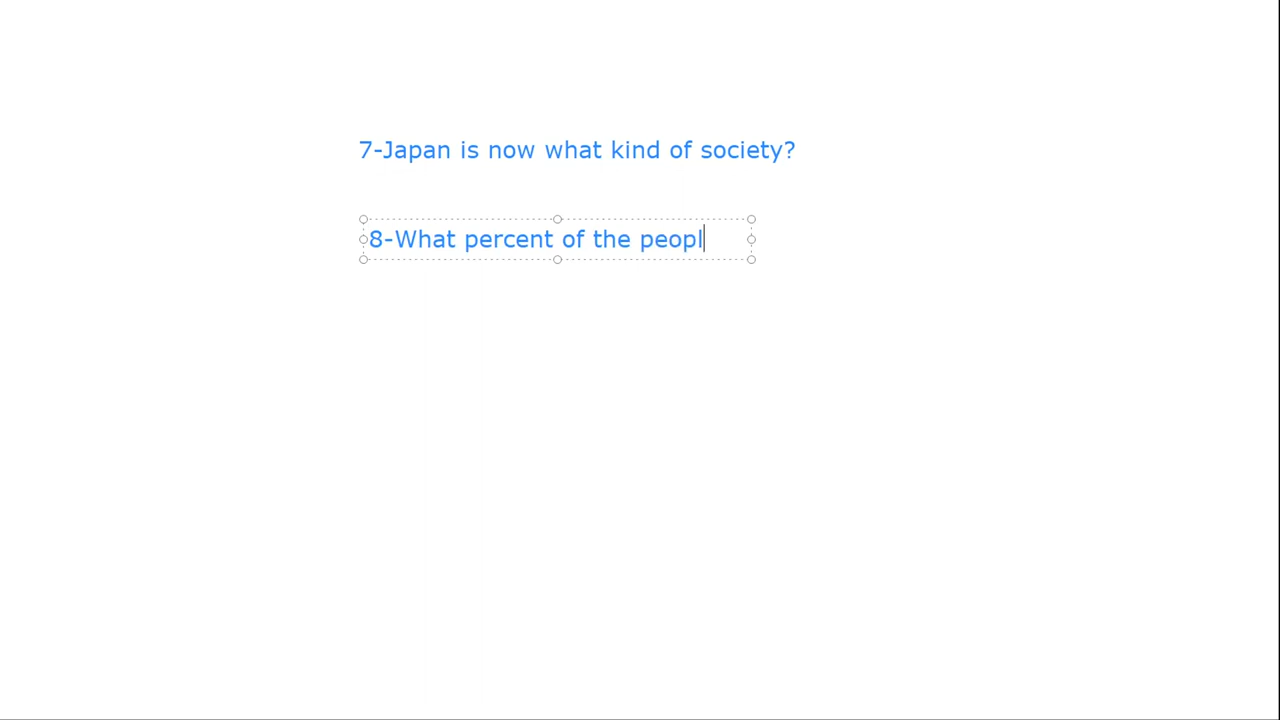 7-Japan is now what kind of society?
8-What percent of the peopl